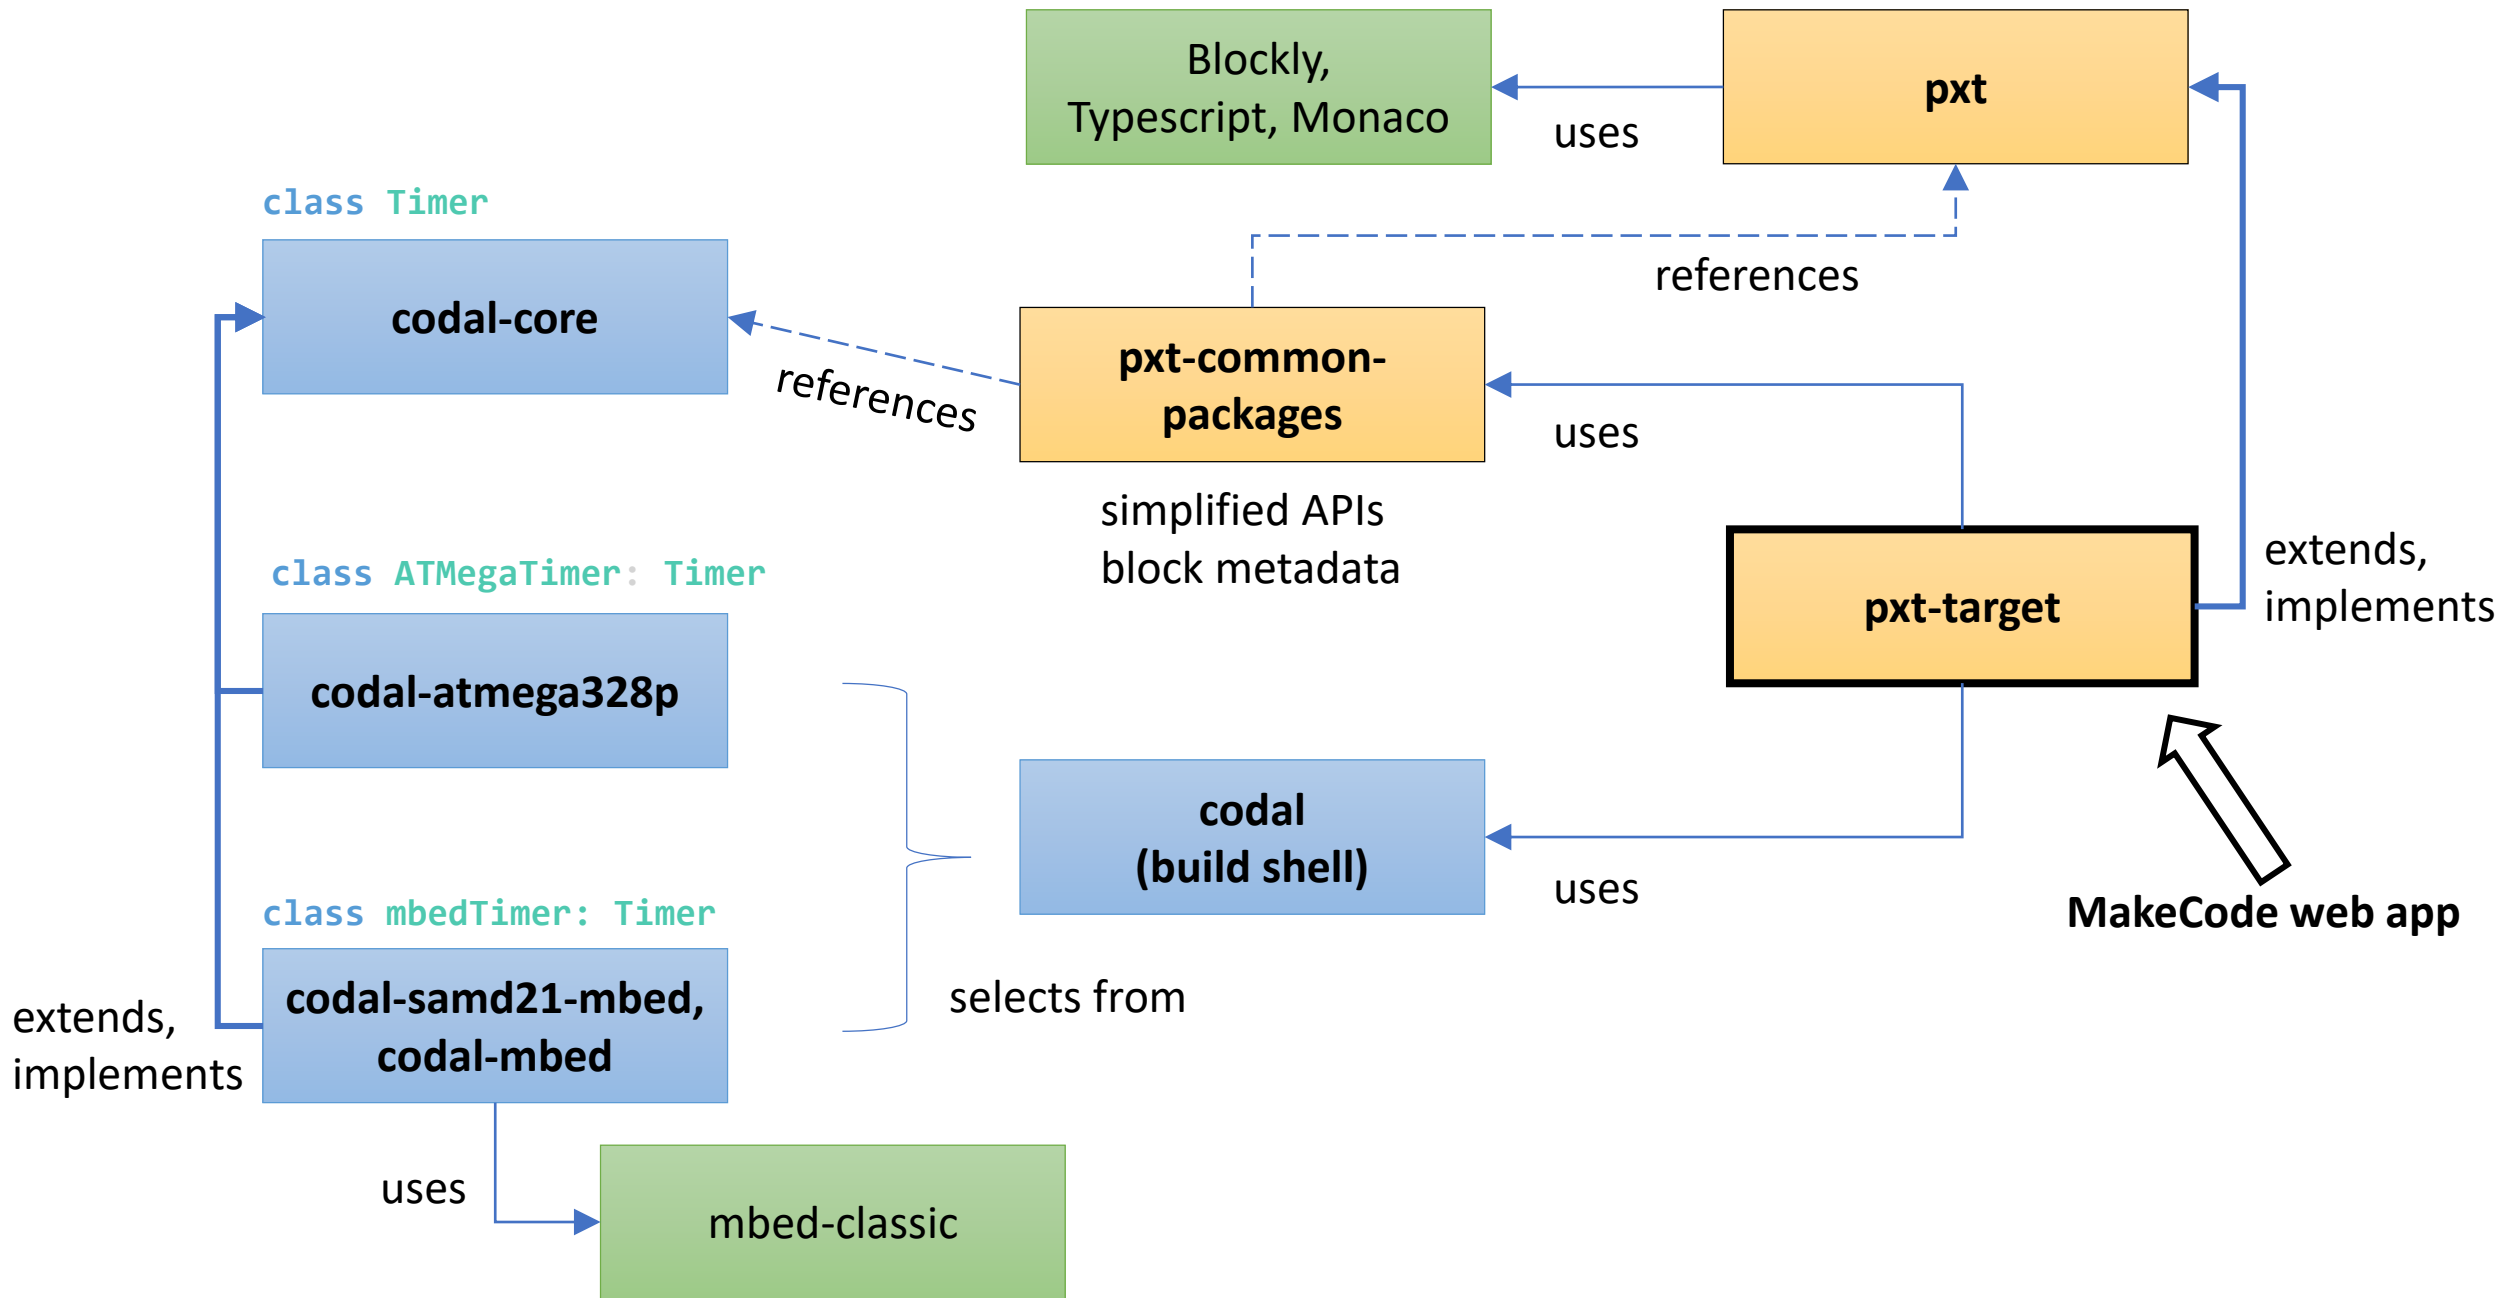 Blockly,
Typescript, Monaco
pxt
uses
class Timer
codal-core
references
references
pxt-common-
packages
uses
simplified APIs
block metadata
extends,
implements
pxt-target
class ATMegaTimer: Timer
codal-atmega328p
codal
(build shell)
uses
MakeCode web app
class mbedTimer: Timer
codal-samd21-mbed,
codal-mbed
selects from
extends,
implements
uses
mbed-classic